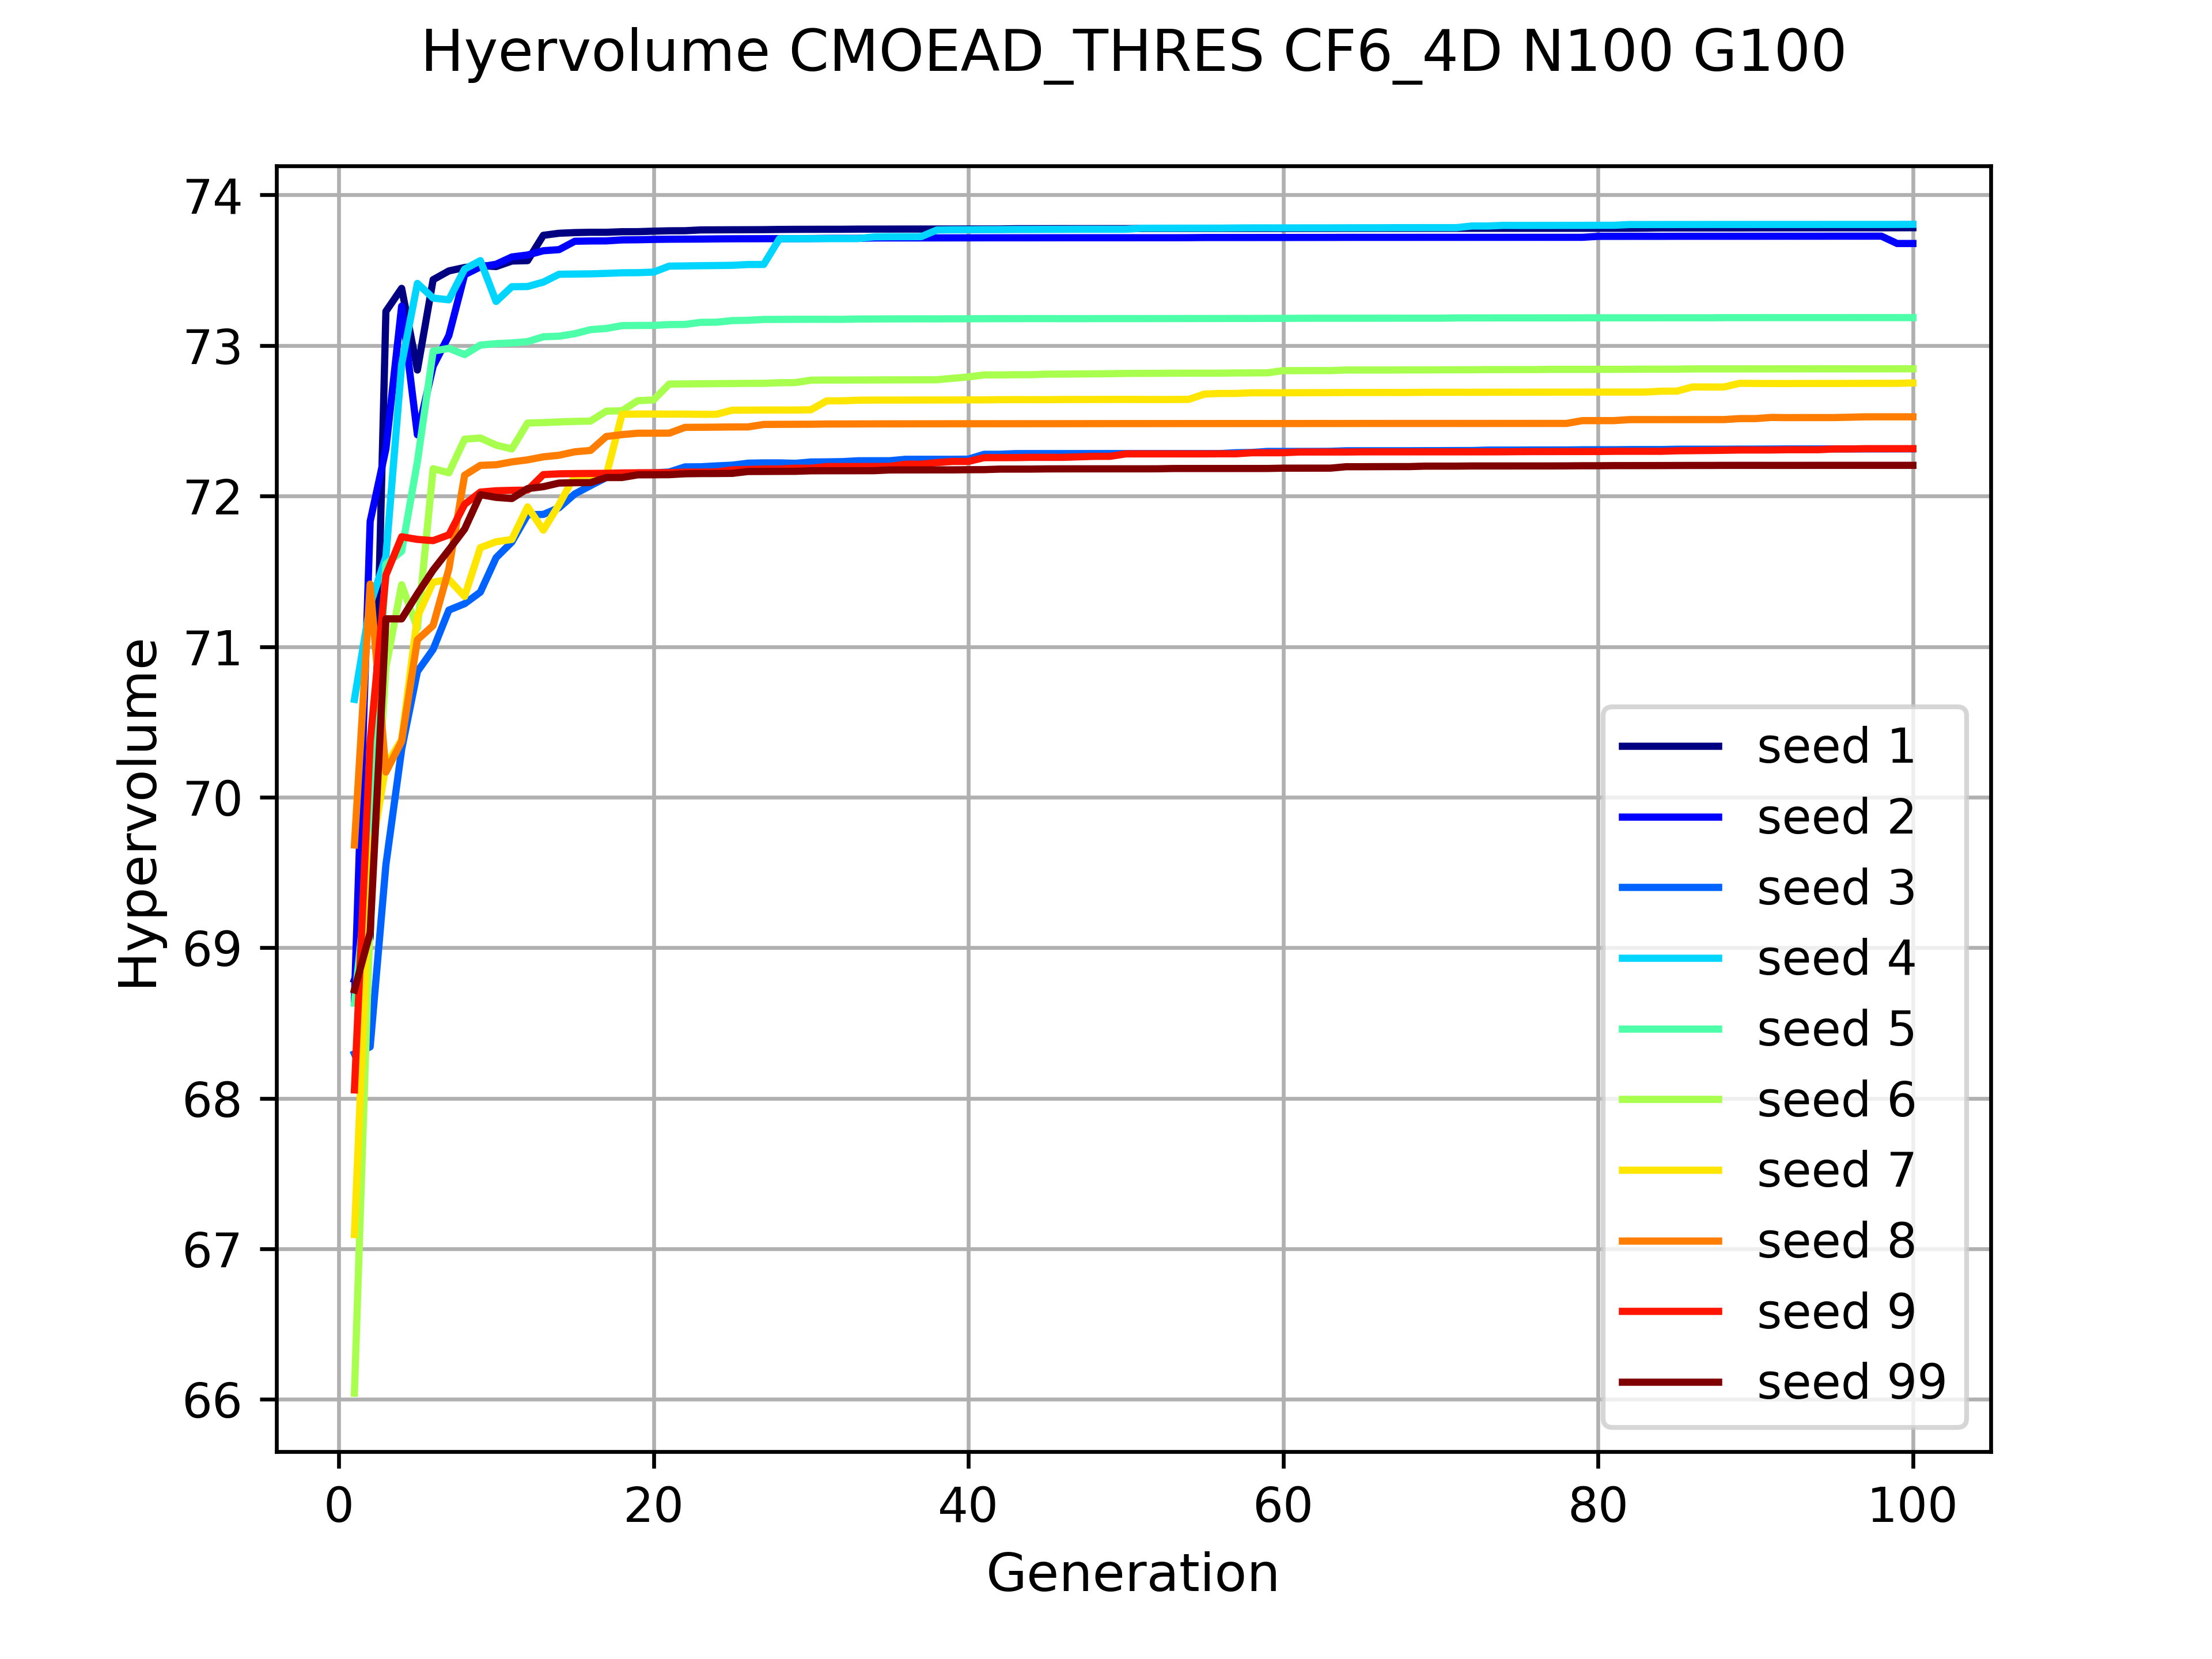 Hyervolume CMOEAD_THRES CF6_4D N100 G100
74
73
72
71
70
69
68
67
66
Hypervolume
0 20 40 60 80 100
Generation
seed 1
seed 2
seed 3
seed 4
seed 5
seed 6
seed 7
seed 8
seed 9
seed 99